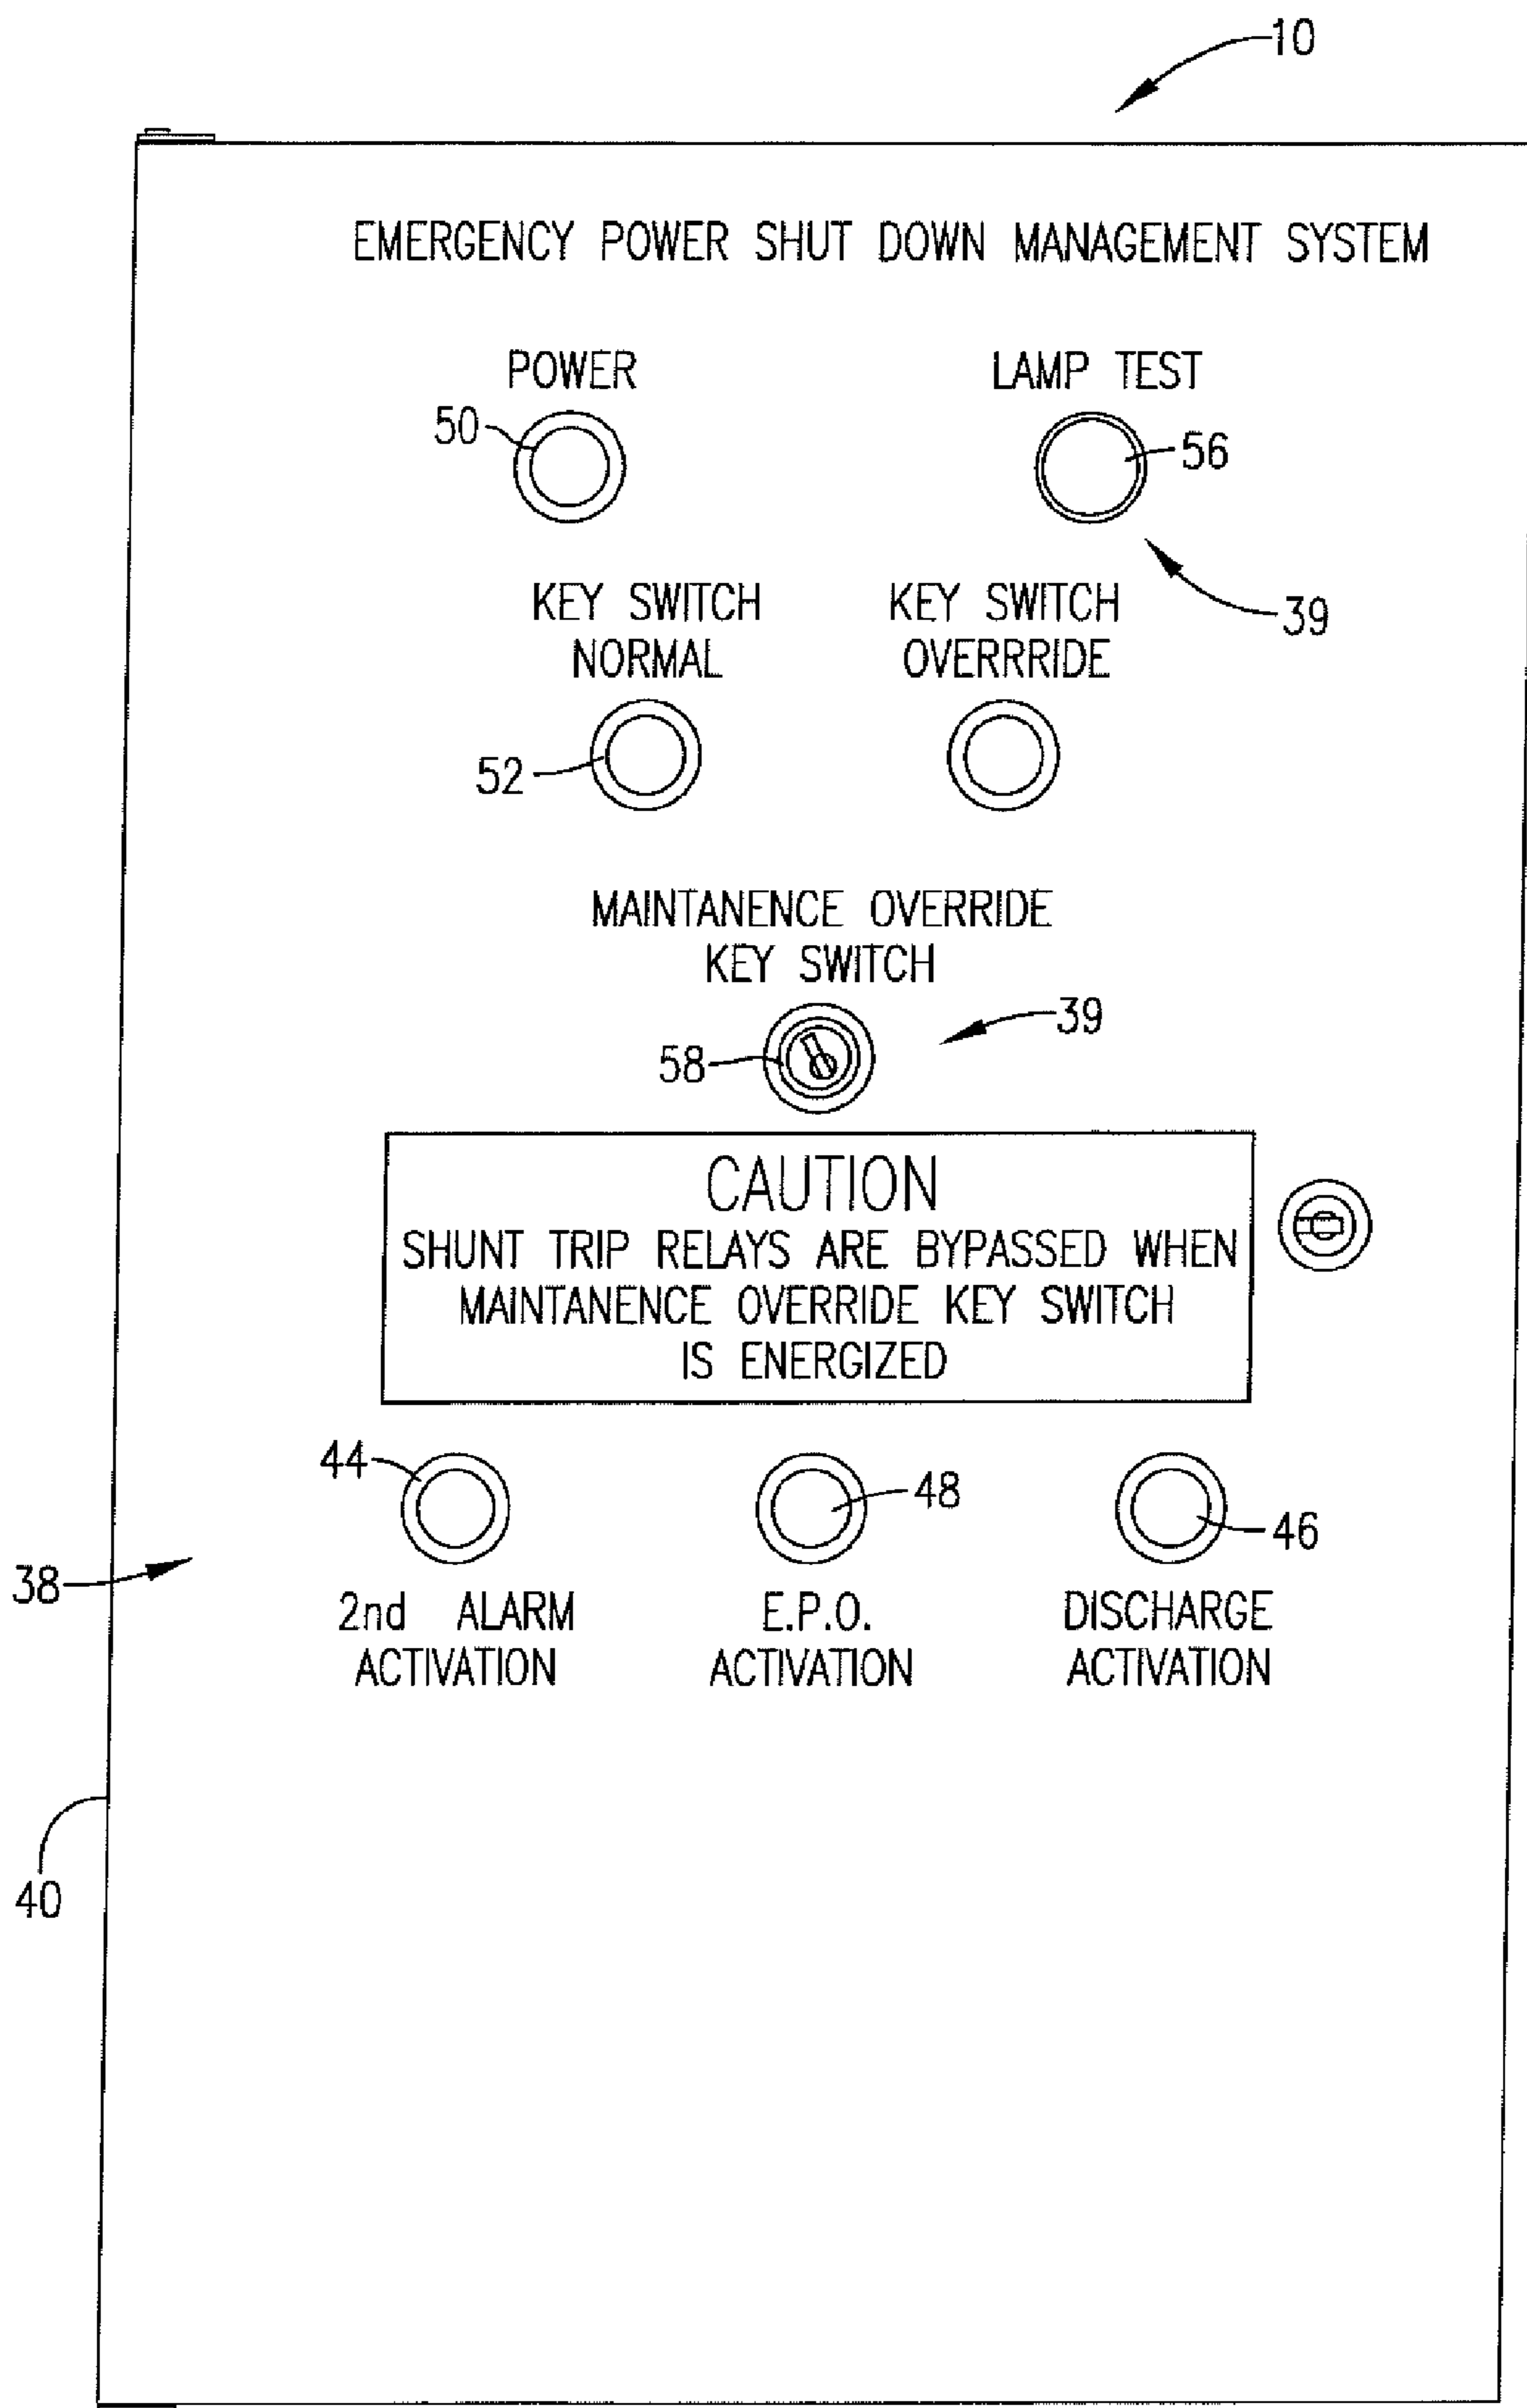 10
EMERGENCY POWER SHUT DOWN MANAGEMENT SYSTEM
POWER
LAMP TEST
50
56
39
KEY SWITCH
NORMAL
KEY SWITCH
OVERRRIDE
52
MAINTANENCE OVERRIDE
KEY SWITCH
39
58
CAUTION
SHUNT TRIP RELAYS ARE BYPASSED WHEN
MAINTANENCE OVERRIDE KEY SWITCH
IS ENERGIZED
44
48
46
38
2nd ALARM
ACTIVATION
E.P.O.
ACTIVATION
DISCHARGE
ACTIVATION
40